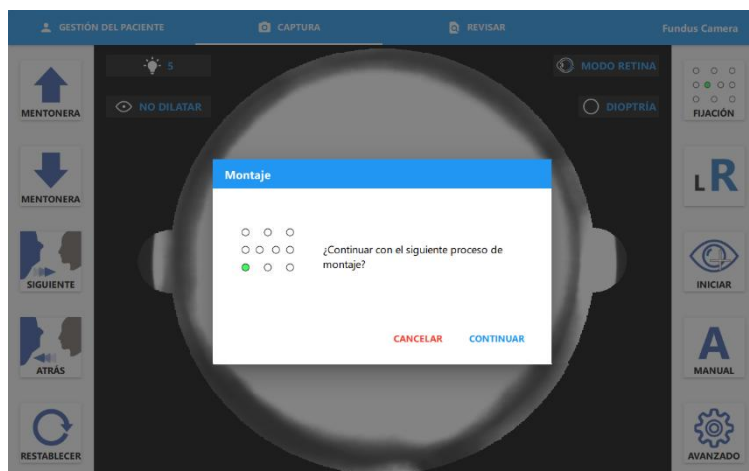 GESTIÓN DEL PACIENTE
CAPTURA
REVISAR
Fundus Camera
5
MODO RETINA
MENTONERA
NO DILATAR
DIOPTRÍA
FIJACIÓN
Montaje
MENTONERA
L R
¿Continuar con el siguiente proceso de
montaje?
SIGUIENTE
INICIAR
CANCELAR
CONTINUAR
ATRÁS
A
MANUAL
RESTABLECER
AVANZADO